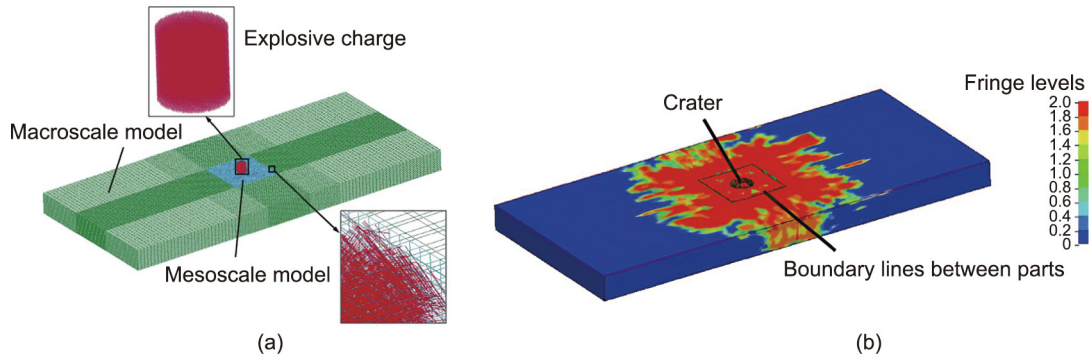 Explosive charge
Macroscale model
Mesoscale model
(a)
Crater
Boundary lines between parts
Fringe levels
2.0
1.8
1.6
1.4
1.2
1.0
0.8
0.6
0.4
0.2
0
(b)